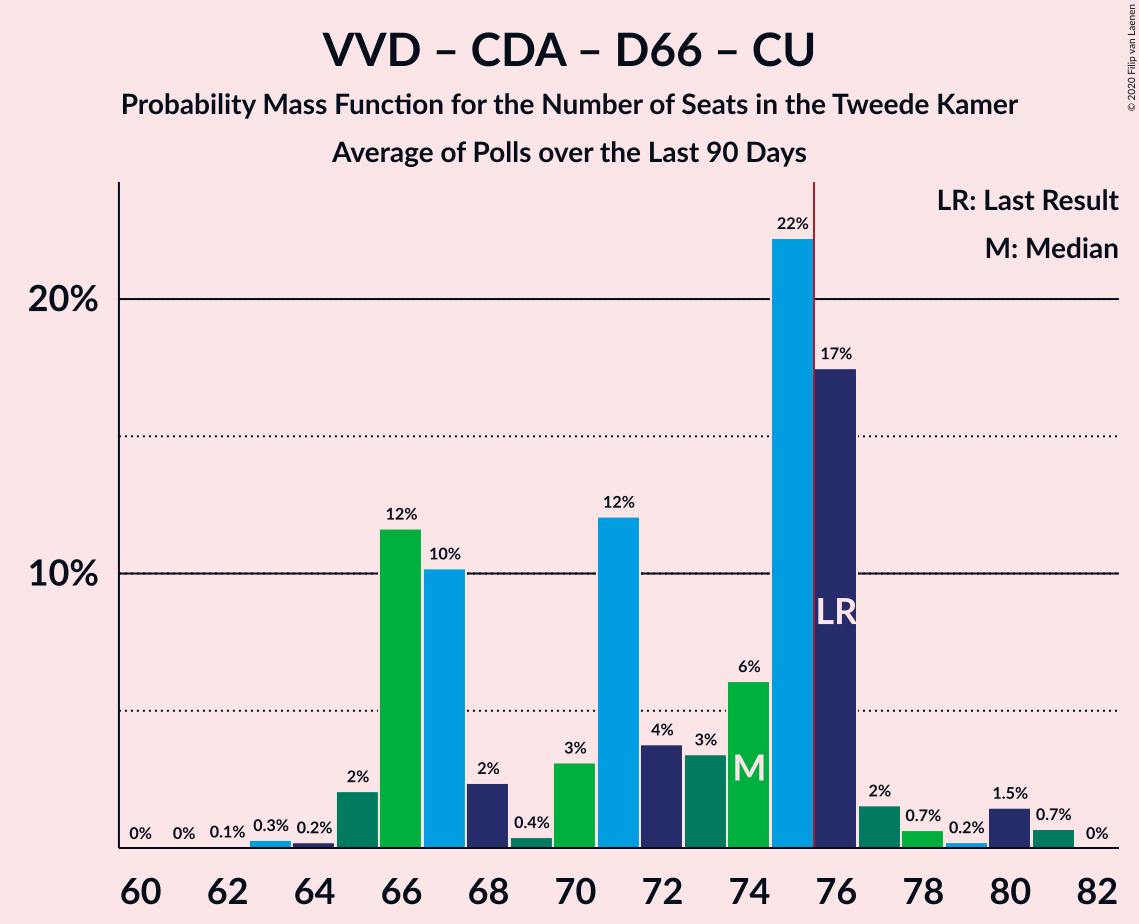 VVD – CDA – D66 – CU
Probability Mass Function for the Number of Seats in the Tweede Kamer
Average of Polls over the Last 90 Days
© 2020 Filip van Laenen
LR: Last Result
M: Median
20%
10%
0%
0%
0.1%
0.3%
0.2%
2%
12%
10%
2%
0.4%
3%
12%
4%
3%
6%
22%
17%
2%
0.7%
0.2%
1.5%
0.7%
0%
M
LR
60 62 64 66 68 70 72 74 76 78 80 82